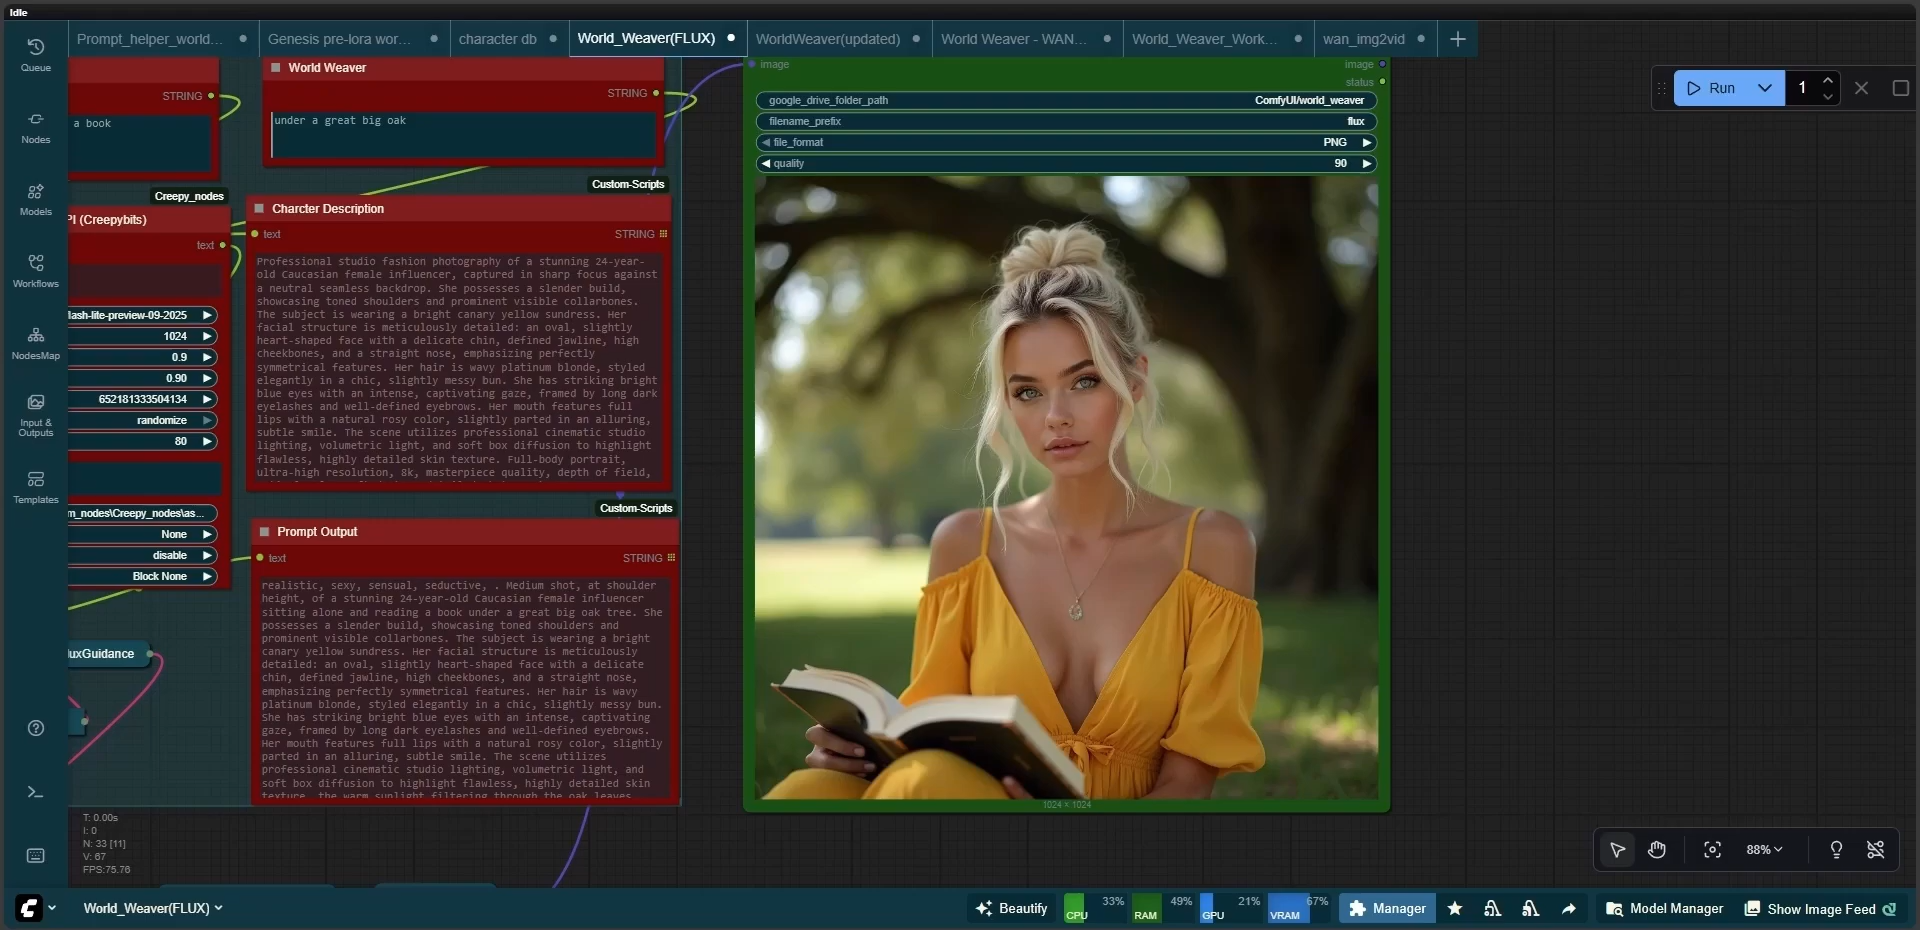 Idle
Prompt_helper_world...
Genesis pre-lora wor...
character db
World_Weaver(FLUX)
WorldWeaver(updated)
World Weaver - WAN...
World_Weaver_Work...
wan_img2vid
Queue
Nodes
Models
Workflows
NodesMap
Input &
Outputs
Templates
STRING
a book
Creepy_nodes
PI (Creepybits)
text
lash-lite-preview-09-2025
1024
0.9
0.90
652181333504134
randomize
80
m_nodes\Creepy_nodes\as...
None
disable
Block None
luxGuidance
World Weaver
STRING
under a great big oak
Custom-Scripts
Charcter Description
text
STRING
Professional studio fashion photography of a stunning 24-year-
old Caucasian female influencer, captured in sharp focus against
a neutral seamless backdrop. She possesses a slender build,
showcasing toned shoulders and prominent visible collarbones.
The subject is wearing a bright canary yellow sundress. Her
facial structure is meticulously detailed: an oval, slightly
heart-shaped face with a delicate chin, defined jawline, high
cheekbones, and a straight nose, emphasizing perfectly
symmetrical features. Her hair is wavy platinum blonde, styled
elegantly in a chic, slightly messy bun. She has striking bright
blue eyes with an intense, captivating gaze, framed by long dark
eyelashes and well-defined eyebrows. Her mouth features full
lips with a natural rosy color, slightly parted in an alluring,
subtle smile. The scene utilizes professional cinematic studio
lighting, volumetric light, and soft box diffusion to highlight
flawless, highly detailed skin texture. Full-body portrait,
ultra-high resolution, 8k, masterpiece quality, depth of field,
Custom-Scripts
Prompt Output
text
STRING
realistic, sexy, sensual, seductive, . Medium shot, at shoulder
height, of a stunning 24-year-old Caucasian female influencer
sitting alone and reading a book under a great big oak tree. She
possesses a slender build, showcasing toned shoulders and
prominent visible collarbones. The subject is wearing a bright
canary yellow sundress. Her facial structure is meticulously
detailed: an oval, slightly heart-shaped face with a delicate
chin, defined jawline, high cheekbones, and a straight nose,
emphasizing perfectly symmetrical features. Her hair is wavy
platinum blonde, styled elegantly in a chic, slightly messy bun.
She has striking bright blue eyes with an intense, captivating
gaze, framed by long dark eyelashes and well-defined eyebrows.
Her mouth features full lips with a natural rosy color, slightly
parted in an alluring, subtle smile. The scene utilizes
professional cinematic studio lighting, volumetric light, and
soft box diffusion to highlight flawless, highly detailed skin
texture, the warm sunlight filtering through the oak leaves
image image
status
google_drive_folder_path ComfyUI/world_weaver
filename_prefix flux
file_format PNG
quality 90
1024 × 1024
Run 1
T: 0.00s
I: 0
N: 33 [11]
V: 67
FPS:75.76
88%
World_Weaver(FLUX)
Beautify
CPU 33%
RAM 49%
GPU 21%
VRAM 67%
Manager
Model Manager
Show Image Feed